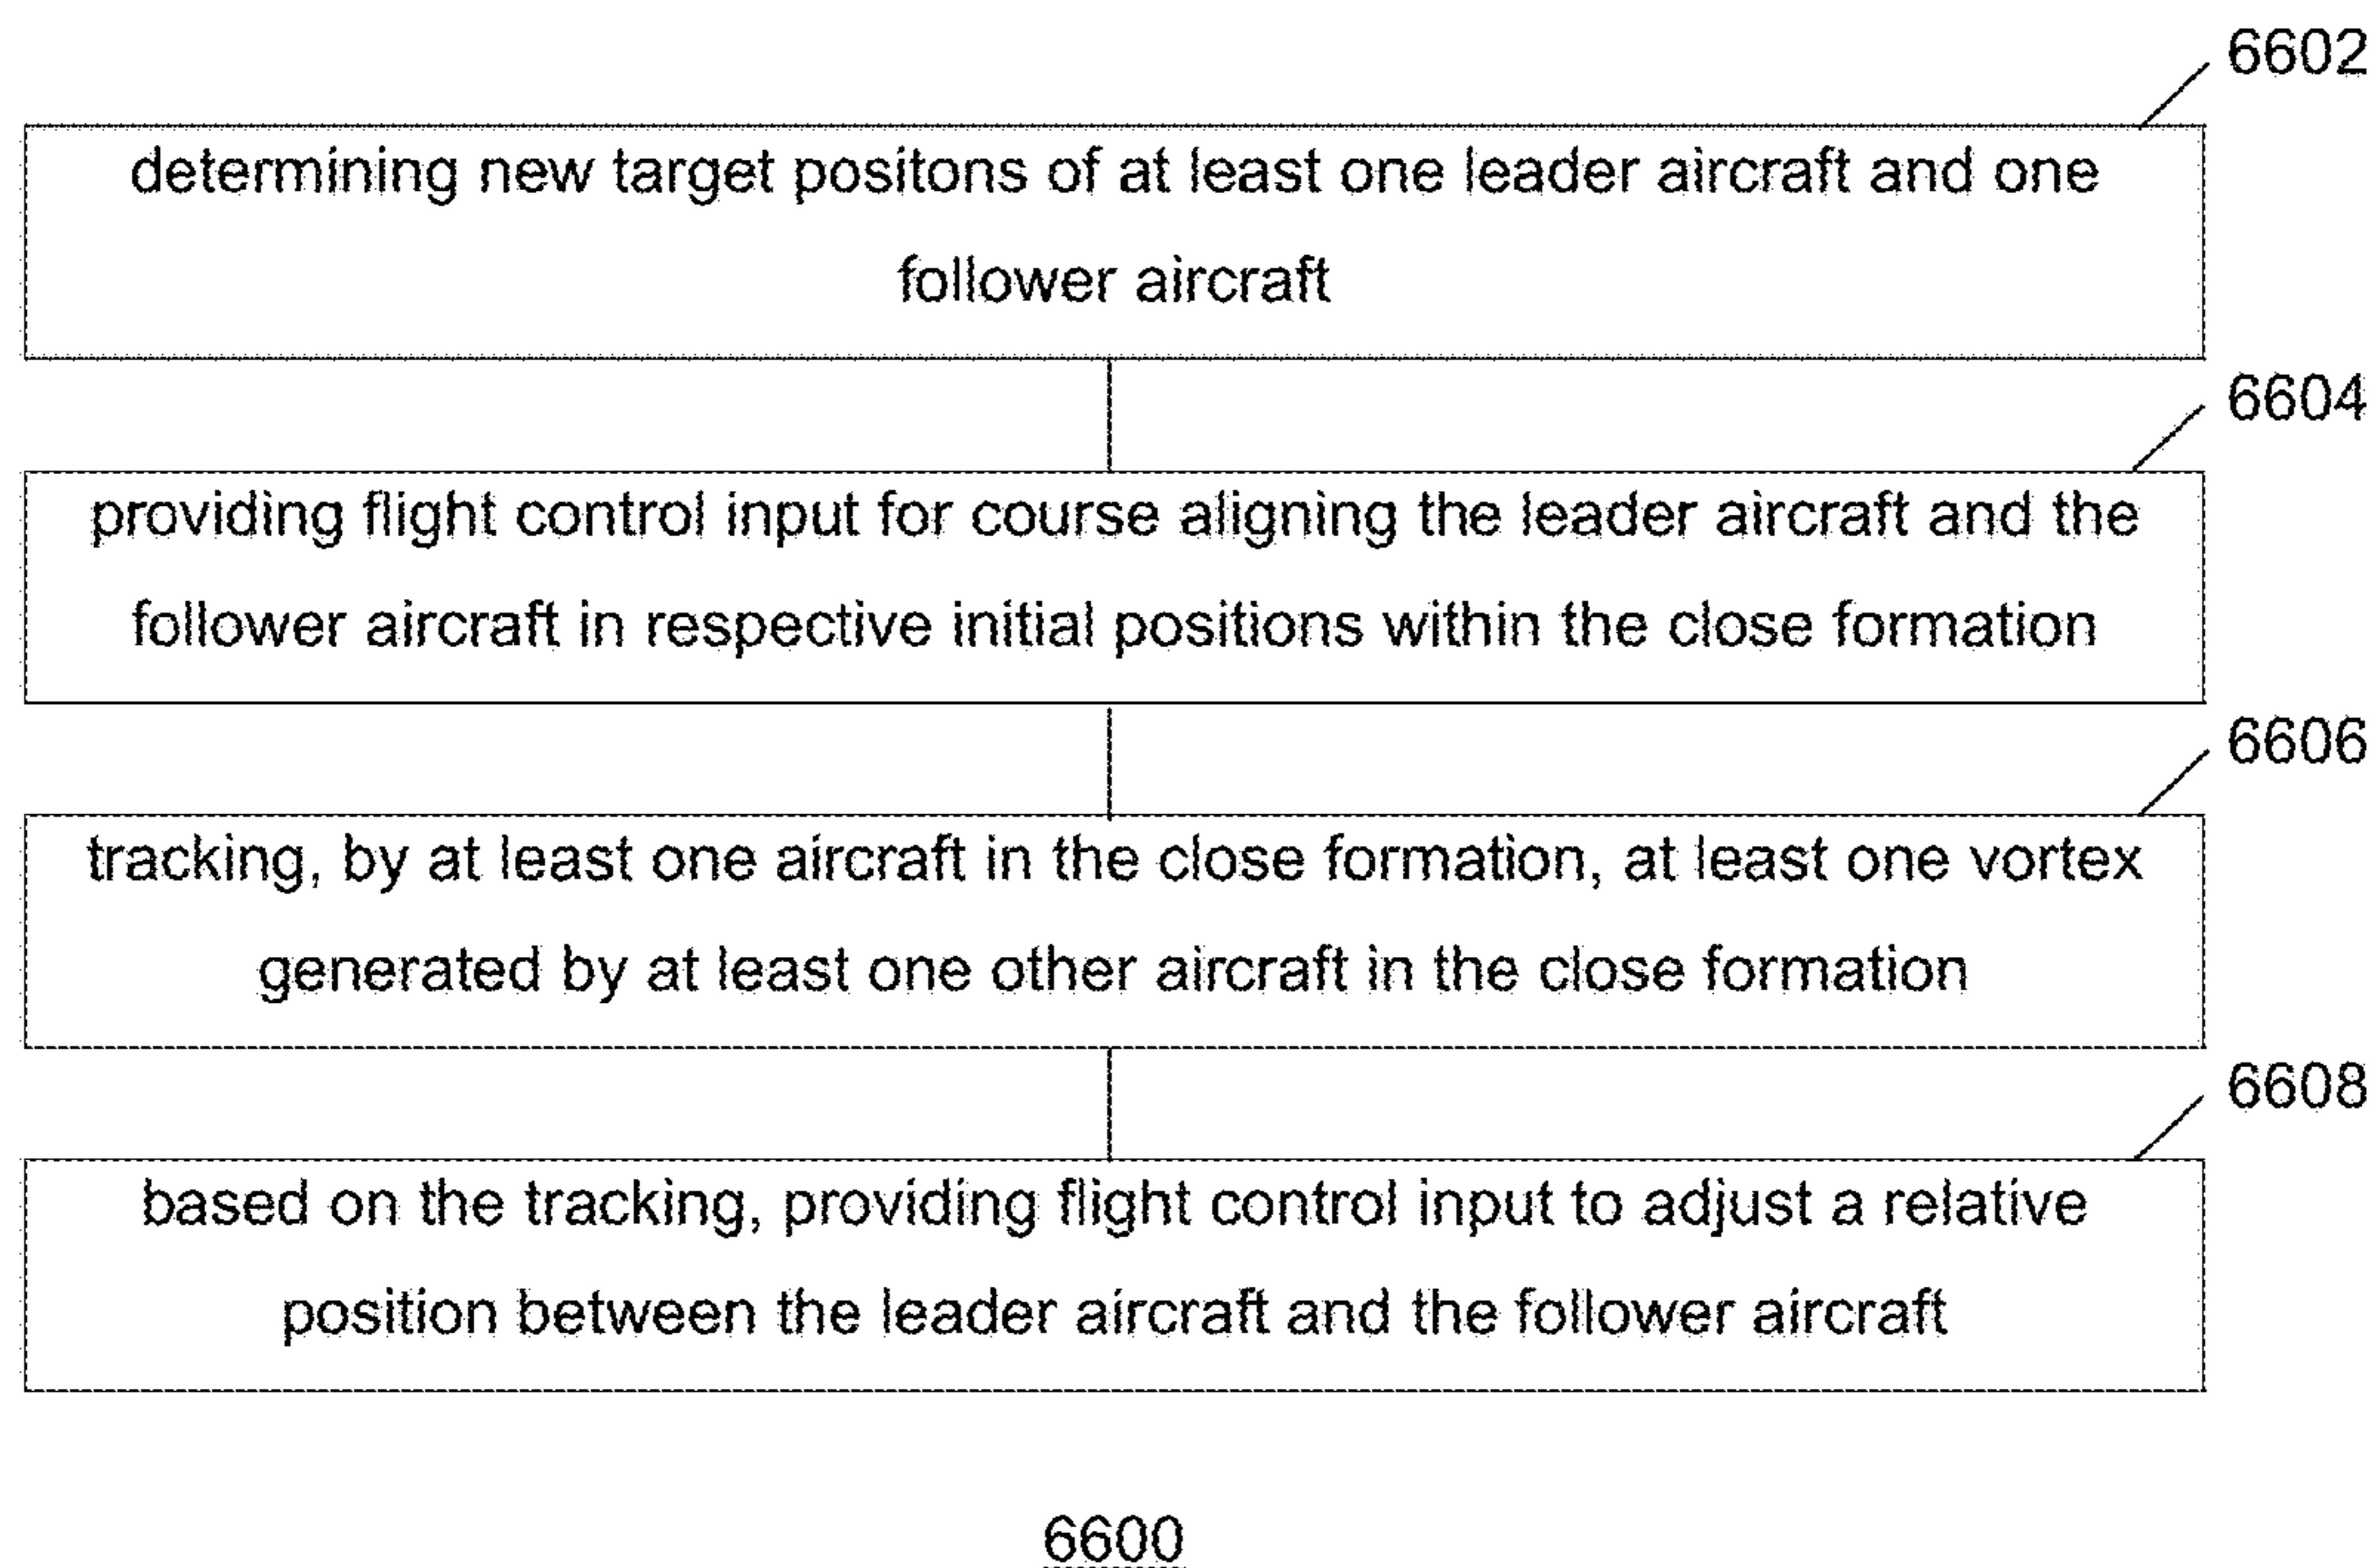 6602
determining new target positons of at least one leader aircraft and one
follower aircraft
6604
providing flight control input for course aligning the leader aircraft and the
follower aircraft in respective initial positions within the close formation
6606
tracking, by at least one aircraft in the close formation, at least one vortex
generated by at least one other aircraft in the close formation
6608
based on the tracking, providing flight control input to adjust a relative
position between the leader aircraft and the follower aircraft
6600